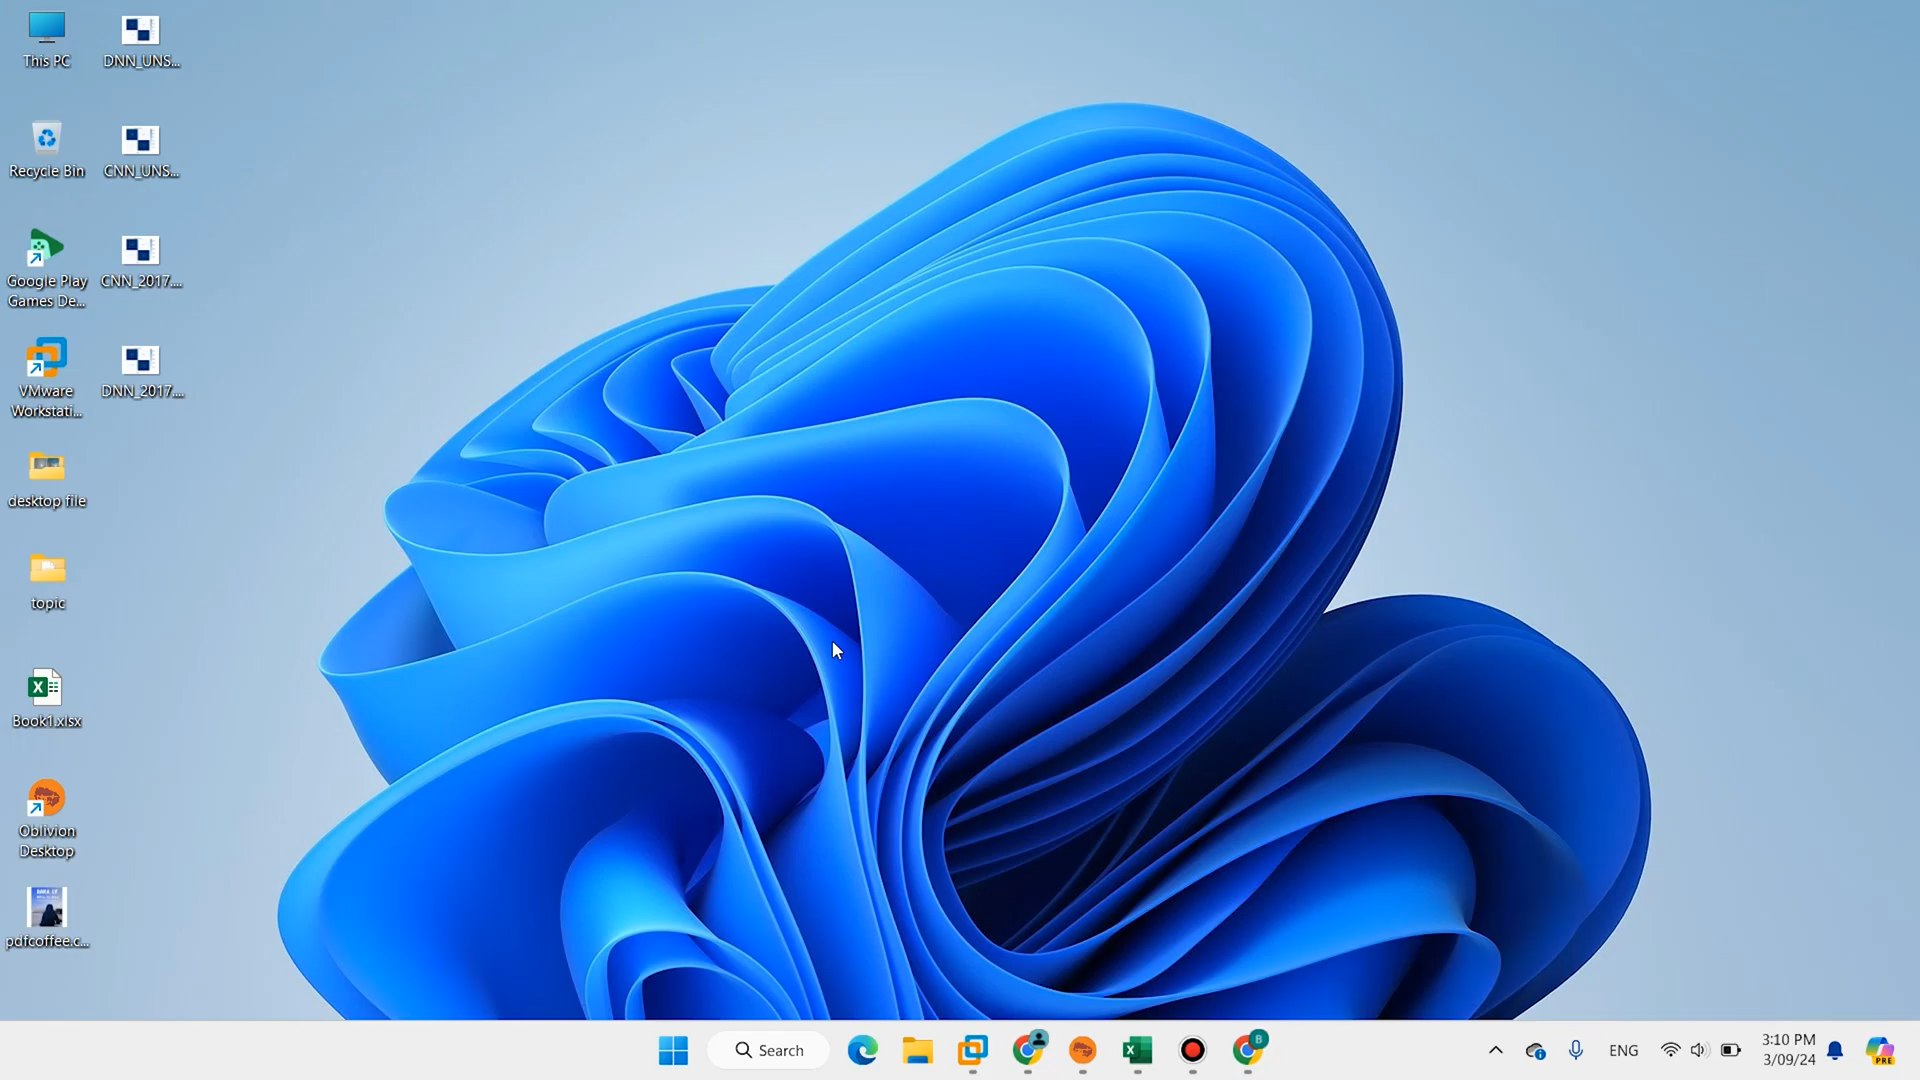 This PC
DNN_UNS...
Recycle Bin
CNN_UNS...
Google Play
Games De...
CNN_2017....
VMware
Workstati...
DNN_2017....
desktop file
topic
Book1.xlsx
Oblivion
Desktop
pdfcoffee.c...
Search
B
ENG
3:10 PM
3/09/24
PRE